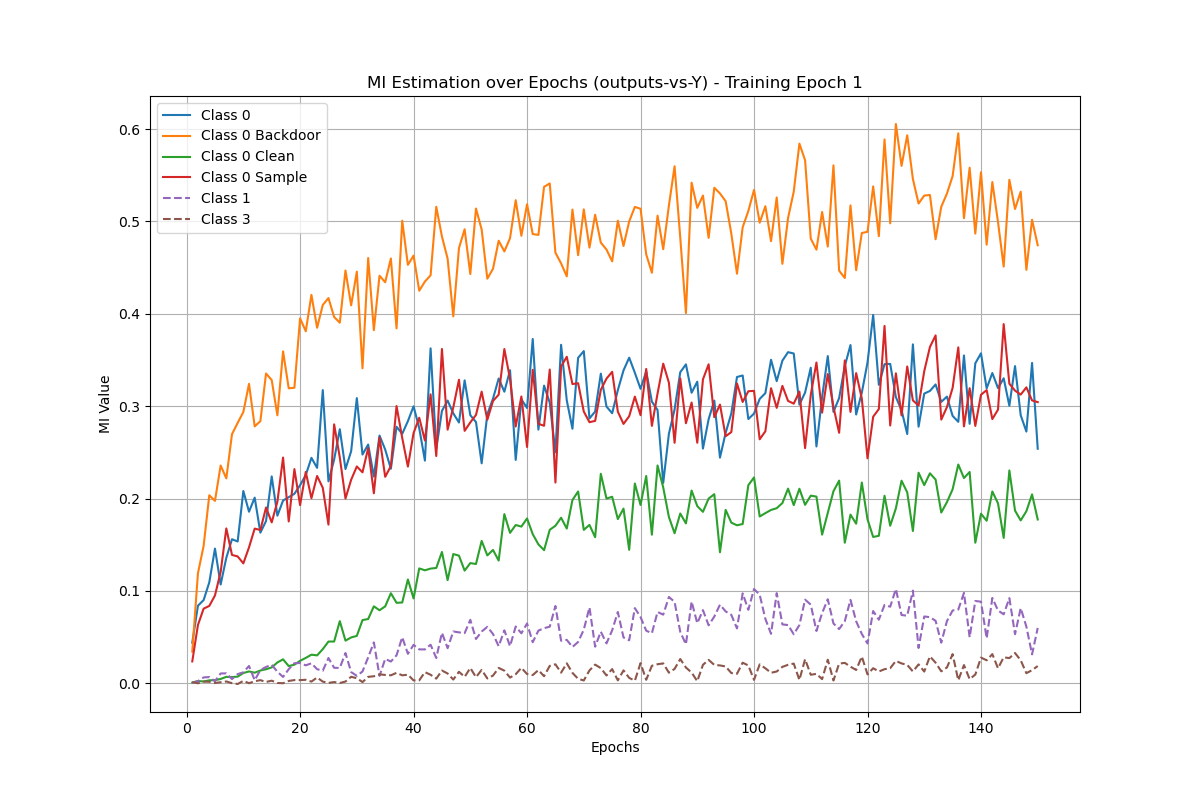 MI Estimation over Epochs (outputs-vs-Y) - Training Epoch 1
Class 0
Class 0 Backdoor
Class 0 Clean
Class 0 Sample
Class 1
Class 3
MI Value
0.6
0.5
0.4
0.3
0.2
0.1
0.0
0 20 40 60 80 100 120 140
Epochs